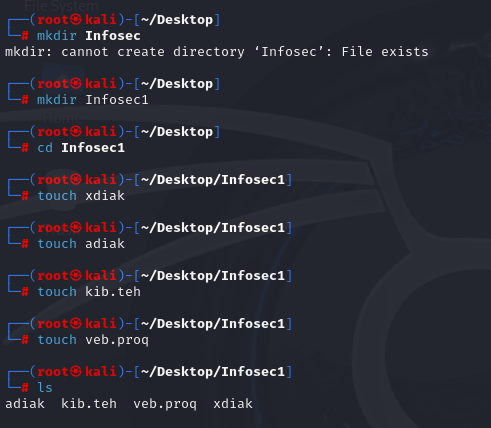 File System
┌──(root㉿kali)-[~/Desktop]
└─# mkdir Infosec
mkdir: cannot create directory ‘Infosec’: File exists
┌──(root㉿kali)-[~/Desktop]
└─# mkdir Infosec1
Home
┌──(root㉿kali)-[~/Desktop]
└─# cd Infosec1
┌──(root㉿kali)-[~/Desktop/Infosec1]
└─# touch xdiak
┌──(root㉿kali)-[~/Desktop/Infosec1]
└─# touch adiak
┌──(root㉿kali)-[~/Desktop/Infosec1]
└─# touch kib.teh
┌──(root㉿kali)-[~/Desktop/Infosec1]
└─# touch veb.proq
┌──(root㉿kali)-[~/Desktop/Infosec1]
└─# ls
adiak  kib.teh  veb.proq  xdiak